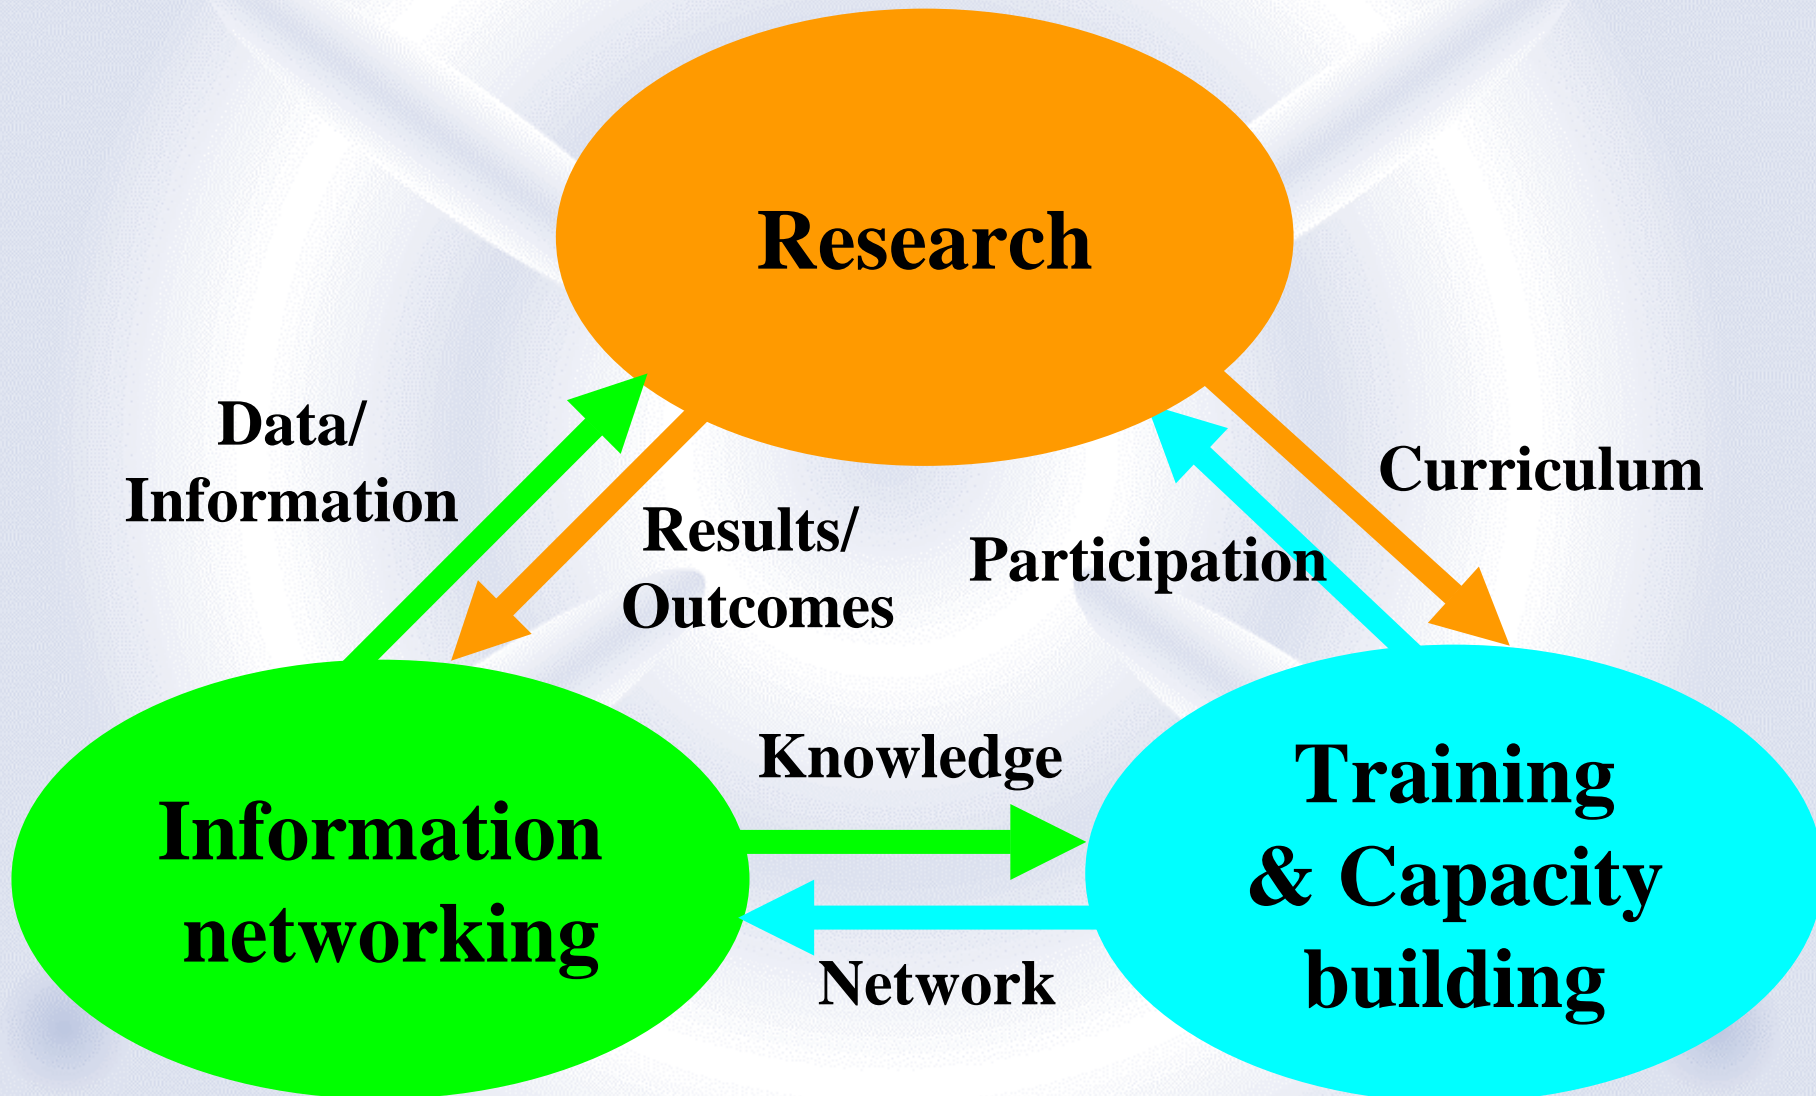 Research
Data/
Information
Results/
Outcomes
Participation
Curriculum
Knowledge
Information
networking
Training
& Capacity
building
Network